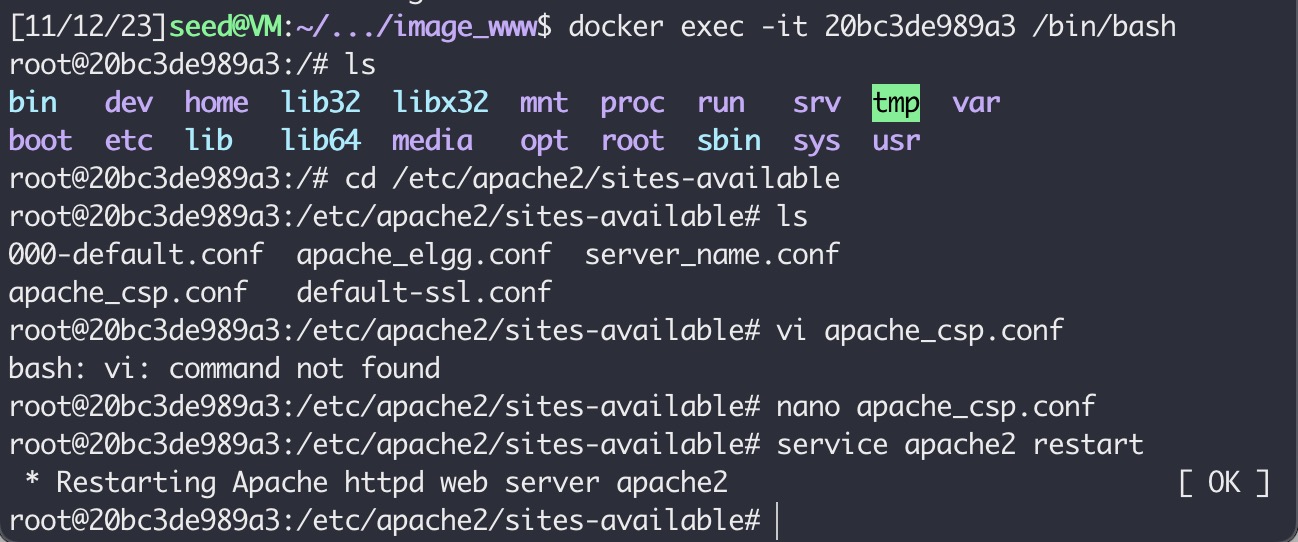 [11/12/23]seed@VM:~/.../image_www$ docker exec -it 20bc3de989a3 /bin/bash
root@20bc3de989a3:/# ls
bin   dev  home  lib32  libx32  mnt  proc  run   srv  tmp  var
boot  etc  lib   lib64  media   opt  root  sbin  sys  usr
root@20bc3de989a3:/# cd /etc/apache2/sites-available
root@20bc3de989a3:/etc/apache2/sites-available# ls
000-default.conf  apache_elgg.conf  server_name.conf
apache_csp.conf   default-ssl.conf
root@20bc3de989a3:/etc/apache2/sites-available# vi apache_csp.conf
bash: vi: command not found
root@20bc3de989a3:/etc/apache2/sites-available# nano apache_csp.conf
root@20bc3de989a3:/etc/apache2/sites-available# service apache2 restart
 * Restarting Apache httpd web server apache2                            [ OK ]
root@20bc3de989a3:/etc/apache2/sites-available#